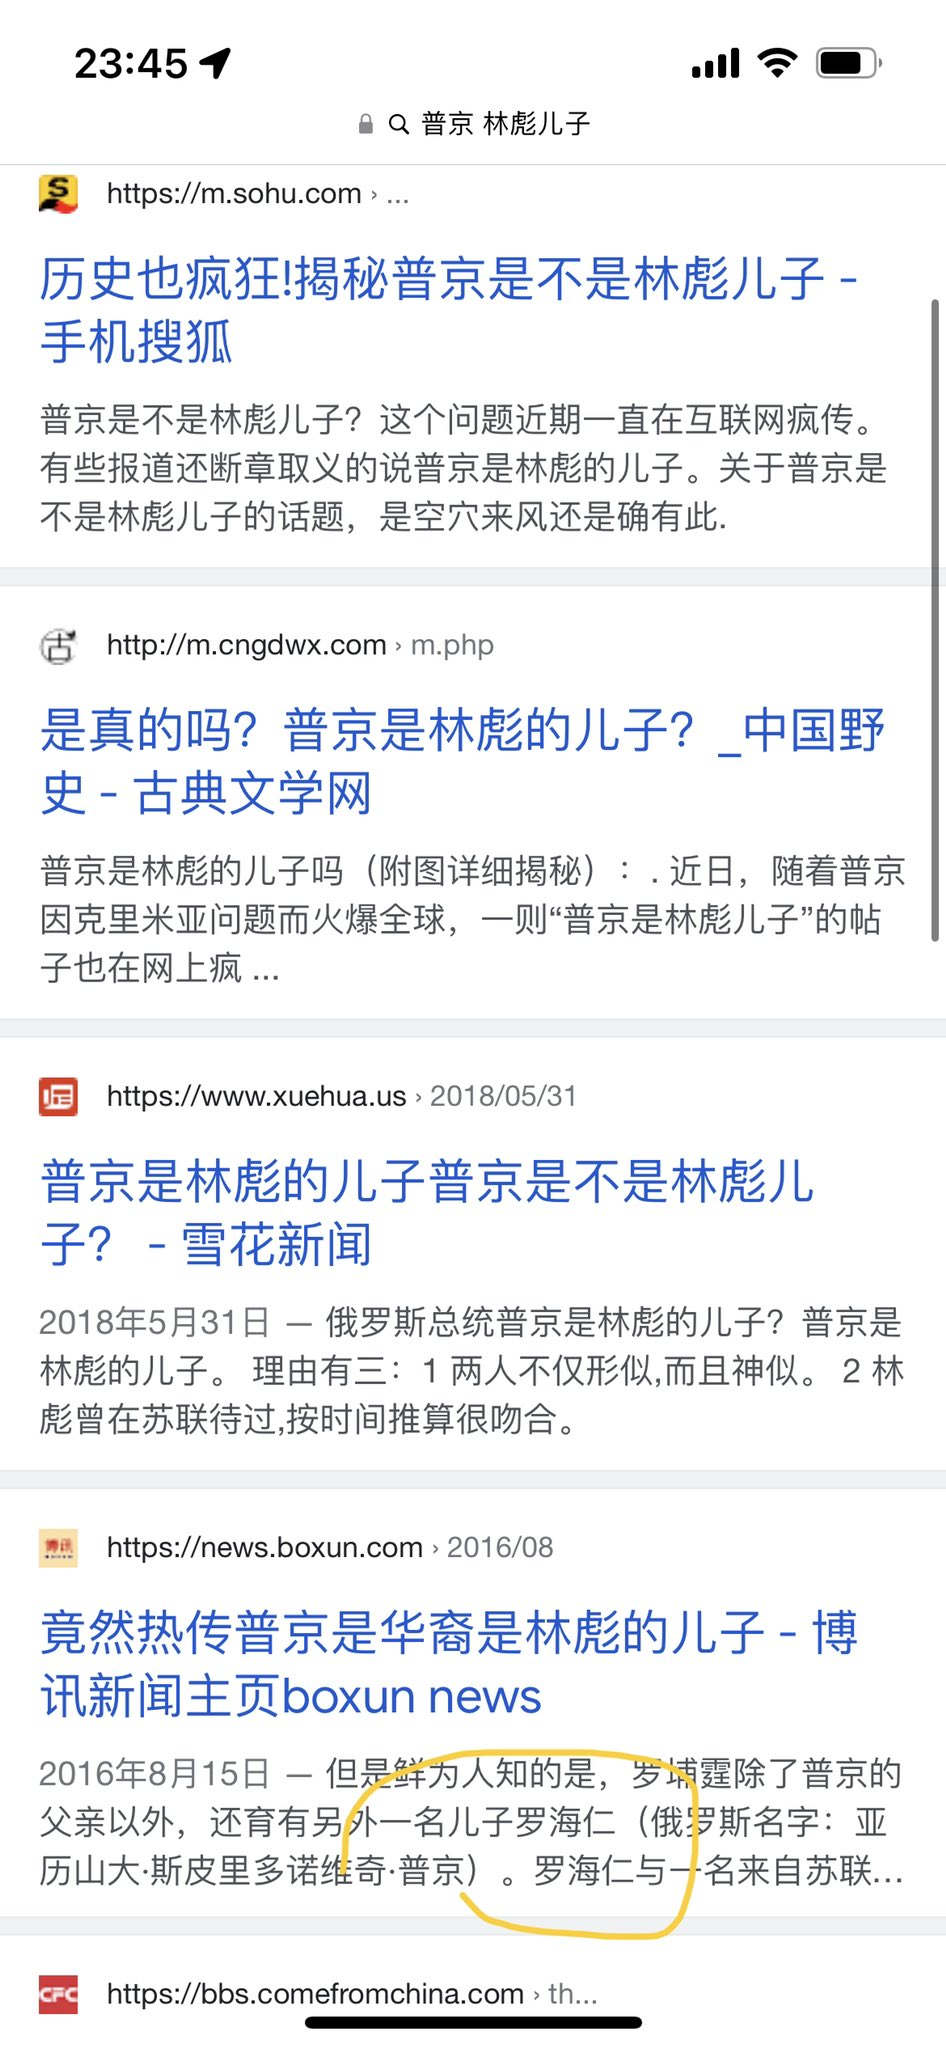 23:45
普京 林彪儿子
https://m.sohu.com › ...
历史也疯狂!揭秘普京是不是林彪儿子 -
手机搜狐
普京是不是林彪儿子？这个问题近期一直在互联网疯传。
有些报道还断章取义的说普京是林彪的儿子。关于普京是
不是林彪儿子的话题，是空穴来风还是确有此.
古
http://m.cngdwx.com › m.php
是真的吗？普京是林彪的儿子？_中国野
史 - 古典文学网
普京是林彪的儿子吗（附图详细揭秘）：. 近日，随着普京
因克里米亚问题而火爆全球，一则“普京是林彪儿子”的帖
子也在网上疯 ...
https://www.xuehua.us › 2018/05/31
普京是林彪的儿子普京是不是林彪儿
子？ - 雪花新闻
2018年5月31日 — 俄罗斯总统普京是林彪的儿子？普京是
林彪的儿子。 理由有三：1 两人不仅形似,而且神似。 2 林
彪曾在苏联待过,按时间推算很吻合。
博讯
https://news.boxun.com › 2016/08
竟然热传普京是华裔是林彪的儿子 - 博
讯新闻主页boxun news
2016年8月15日 — 但是鲜为人知的是，罗埔霆除了普京的
父亲以外，还育有另外一名儿子罗海仁（俄罗斯名字：亚
历山大·斯皮里多诺维奇·普京）。罗海仁与一名来自苏联...
CFC
https://bbs.comefromchina.com › th...